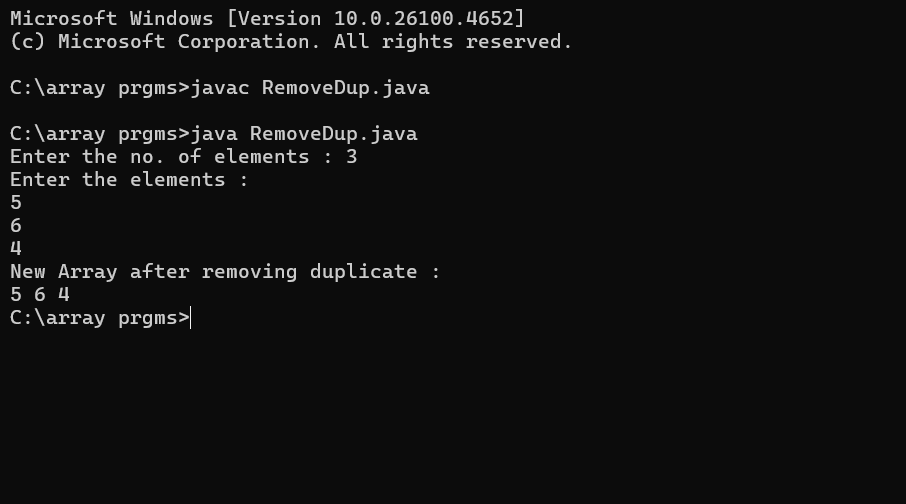 Microsoft Windows [Version 10.0.26100.4652]
(c) Microsoft Corporation. All rights reserved.
C:\array prgms>javac RemoveDup.java
C:\array prgms>java RemoveDup.java
Enter the no. of elements : 3
Enter the elements :
5
6
4
New Array after removing duplicate :
5 6 4
C:\array prgms>